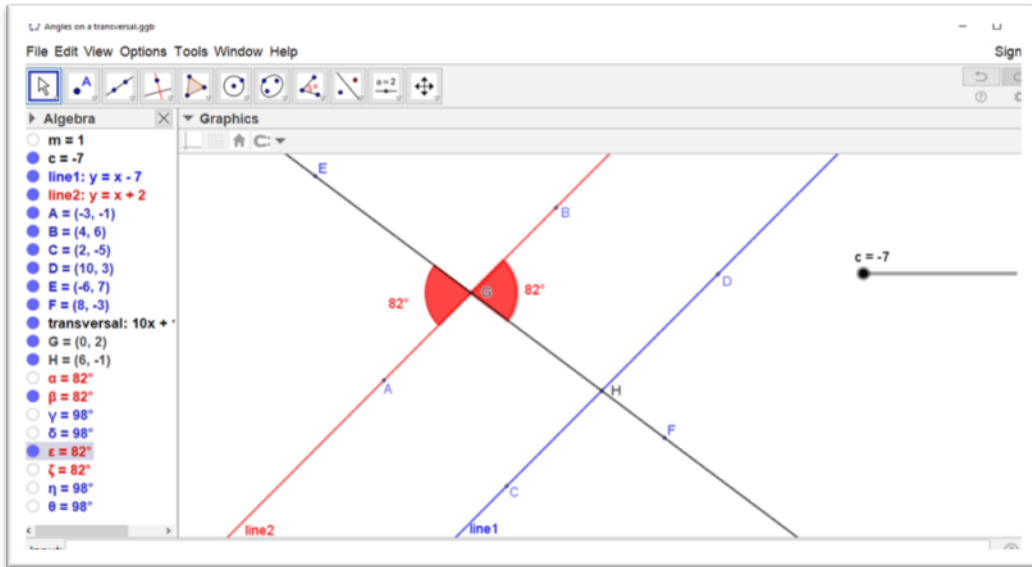 Angles on a transversal.ggb
File Edit View Options Tools Window Help
Sign
A
a=2
Algebra
Graphics
m = 1
c = -7
line1: y = x - 7
line2: y = x + 2
A = (-3, -1)
B = (4, 6)
C = (2, -5)
D = (10, 3)
E = (-6, 7)
F = (8, -3)
transversal: 10x +
G = (0, 2)
H = (6, -1)
α = 82°
β = 82°
γ = 98°
δ = 98°
ε = 82°
ζ = 82°
η = 98°
θ = 98°
E
B
c = -7
D
82°
G
82°
A
H
F
C
line2
line1